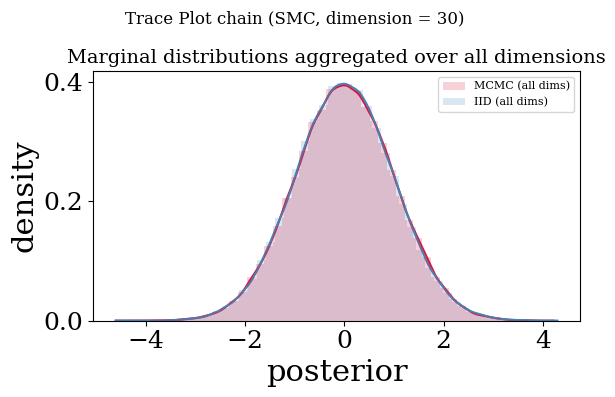 Trace Plot chain (SMC, dimension = 30)
Marginal distributions aggregated over all dimensions
MCMC (all dims)
IID (all dims)
density
0.4
0.2
0.0
−4 −2 0 2 4
posterior